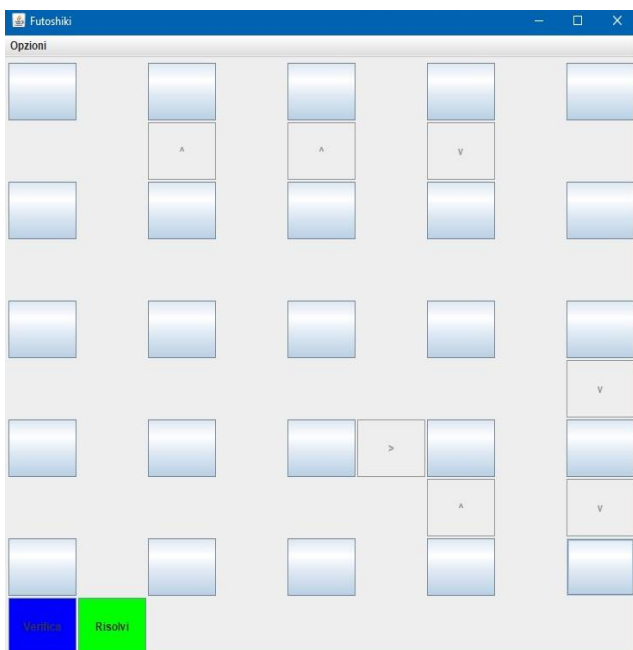 Futoshiki
Opzioni
^ ^ v
v
>
^ v
Verifica Risolvi